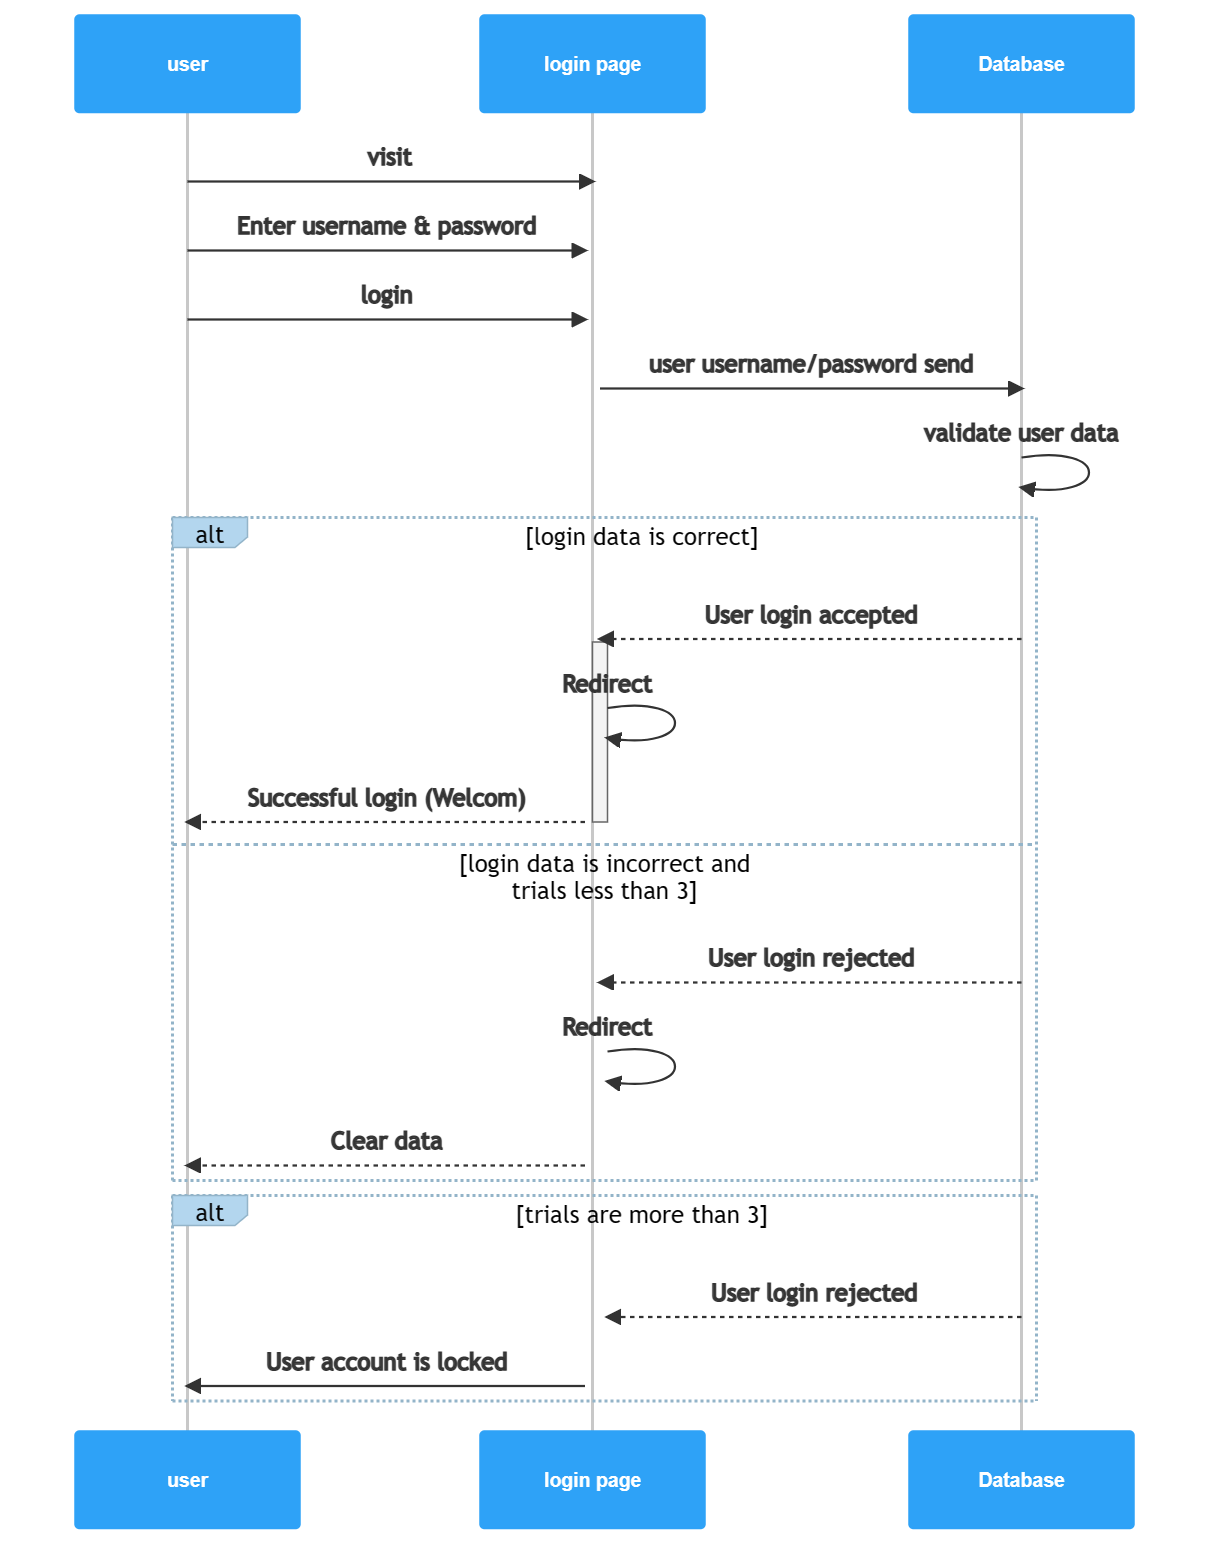 user
login page
Database
visit
Enter username & password
login
user username/password send
validate user data
alt
[login data is correct]
User login accepted
Redirect
Successful login (Welcom)
[login data is incorrect and
trials less than 3]
User login rejected
Redirect
Clear data
alt
[trials are more than 3]
User login rejected
User account is locked
user
login page
Database